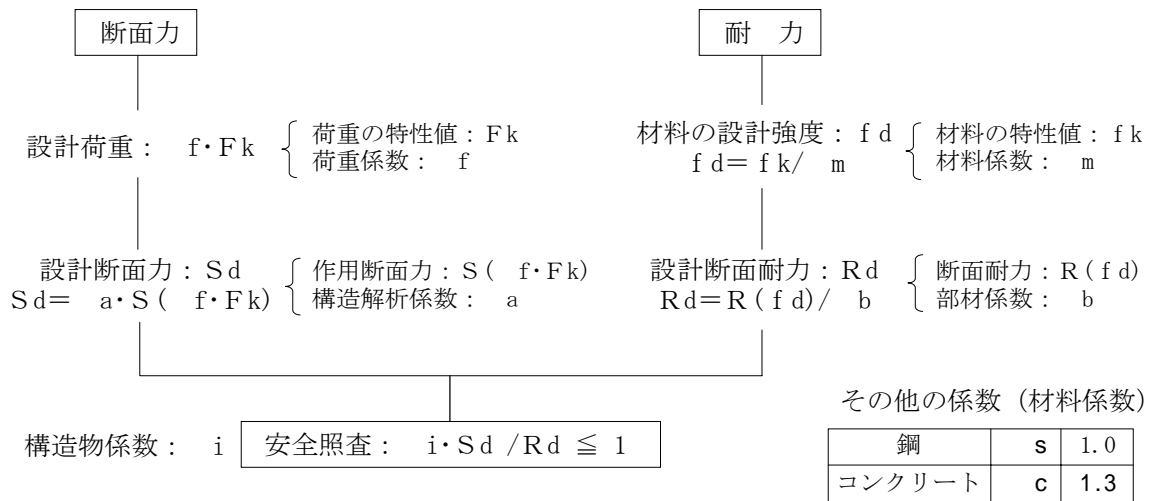 断面力
耐 力
設計荷重： f・Fk
荷重の特性値：Fk
荷重係数： f
材料の設計強度：fd
fd＝fk/ m
材料の特性値：fk
材料係数： m
設計断面力：Sd
Sd＝ a・S( f・Fk)
作用断面力：S( f・Fk)
構造解析係数： a
設計断面耐力：Rd
Rd＝R(fd)/ b
断面耐力：R(fd)
部材係数： b
構造物係数： i
安全照査： i・Sd/Rd ≦ 1
その他の係数（材料係数）
鋼 s 1.0
コンクリート c 1.3